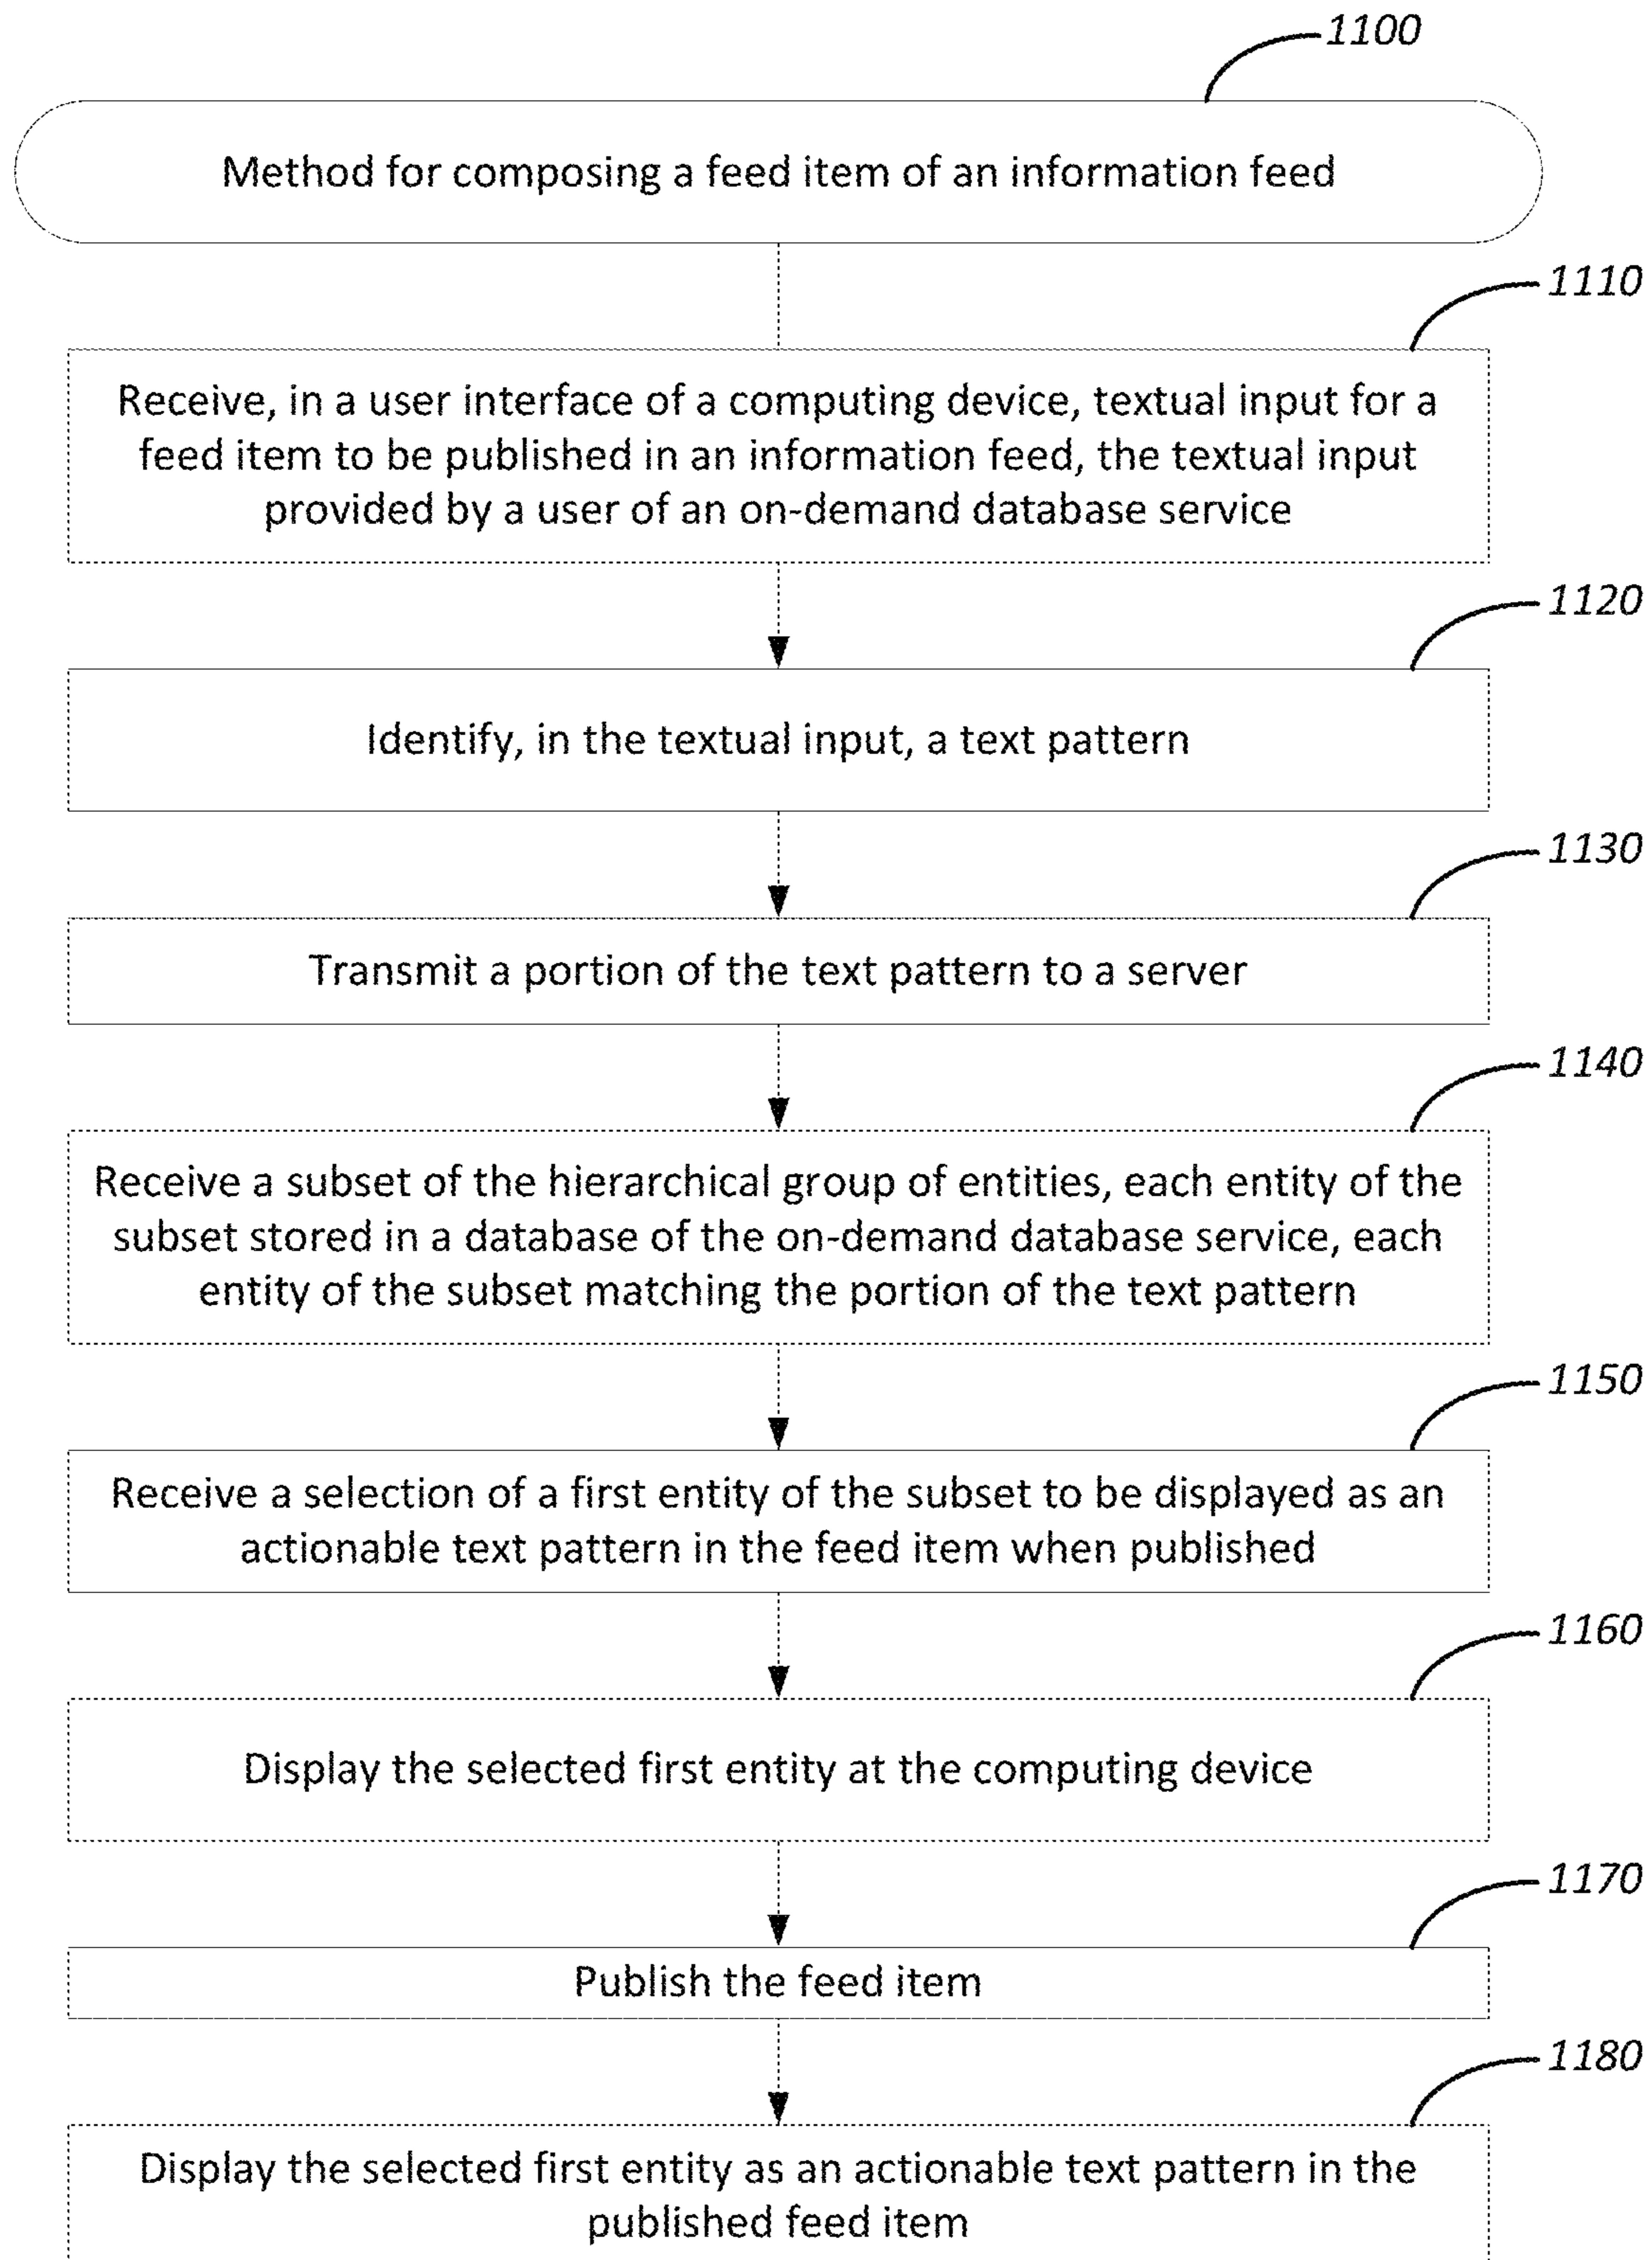 1100
Method for composing a feed item of an information feed
1110
Receive, in a user interface of a computing device, textual input for a
feed item to be published in an information feed, the textual input
provided by a user of an on-demand database service
1120
Identify, in the textual input, a text pattern
1130
Transmit a portion of the text pattern to a server
1140
Receive a subset of the hierarchical group of entities, each entity of the
subset stored in a database of the on-demand database service, each
entity of the subset matching the portion of the text pattern
1150
Receive a selection of a first entity of the subset to be displayed as an
actionable text pattern in the feed item when published
1160
Display the selected first entity at the computing device
1170
Publish the feed item
1180
Display the selected first entity as an actionable text pattern in the
published feed item